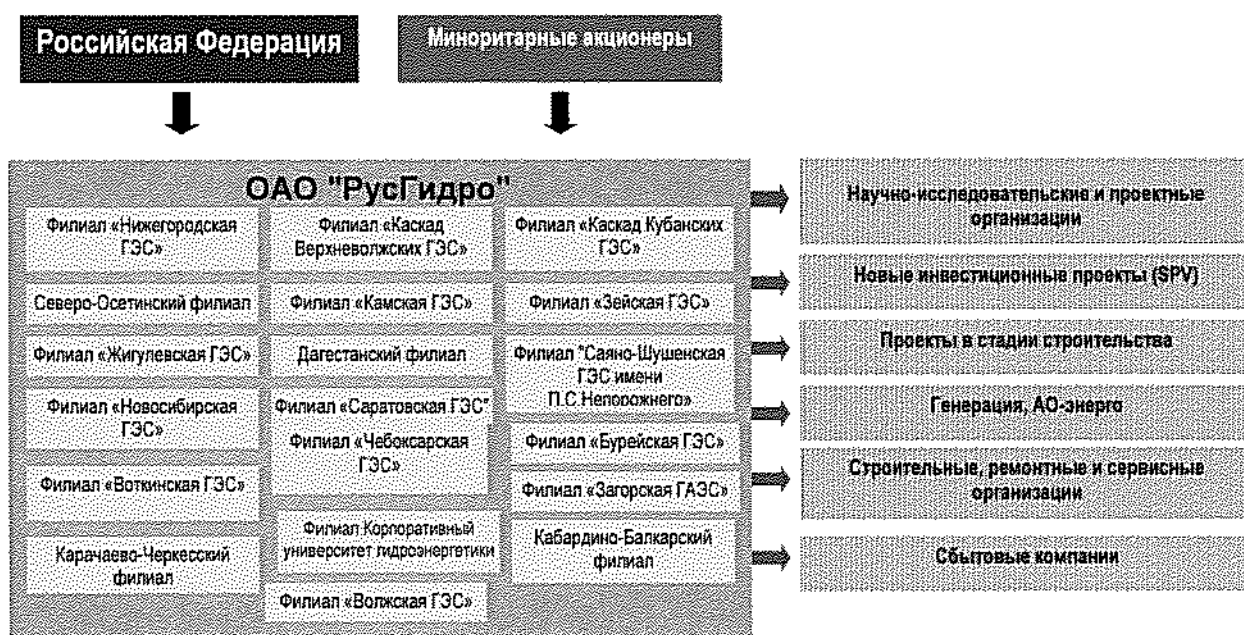 Российская Федерация
Миноритарные акционеры
ОАО "РусГидро"
Филиал «Нижегородская
ГЭС»
Северо-Осетинский филиал
Филиал «Жигулевская ГЭС»
Филиал «Новосибирская
ГЭС»
Филиал «Воткинская ГЭС»
Карачаево-Черкесский
филиал
Филиал «Каскад
Верхневолжских ГЭС»
Филиал «Камская ГЭС»
Дагестанский филиал
Филиал «Саратовская ГЭС"
Филиал «Чебоксарская
ГЭС»
Филиал Корпоративный
университет гидроэнергетики
Филиал «Волжская ГЭС»
Филиал «Каскад Кубанских
ГЭС»
Филиал «Зейская ГЭС»
Филиал "Саяно-Шушенская
ГЭС имени
П.С.Непорожнего»
Филиал «Бурейская ГЭС»
Филиал «Загорская ГАЭС»
Кабардино-Балкарский
филиал
Научно-исследовательские и проектные
организации
Новые инвестиционные проекты (SPV)
Проекты в стадии строительства
Генерация, АО-энерго
Строительные, ремонтные и сервисные
организации
Сбытовые компании